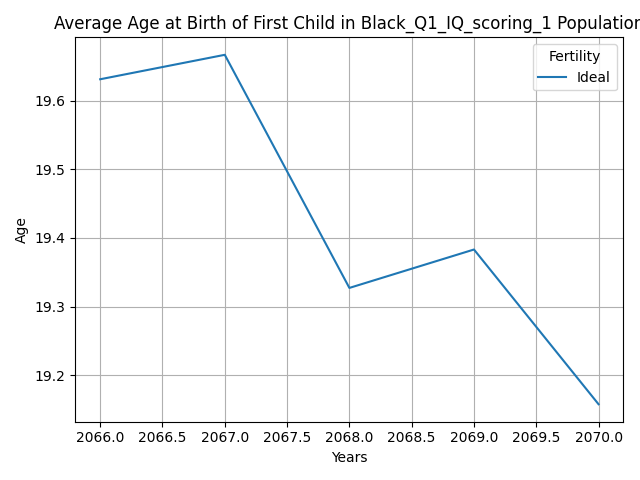 Average Age at Birth of First Child in Black_Q1_IQ_scoring_1 Population
Fertility
Ideal
19.6
19.5
19.4
19.3
19.2
Age
2066.0 2066.5 2067.0 2067.5 2068.0 2068.5 2069.0 2069.5 2070.0
Years